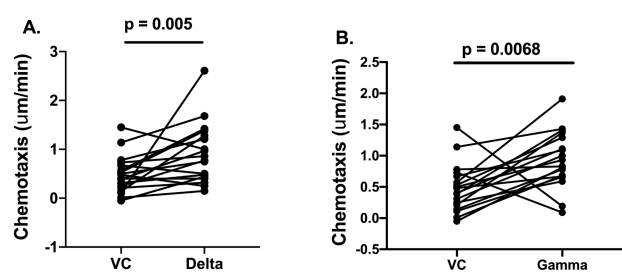 A.
p = 0.005
Chemotaxis (um/min)
3
2
1
0
-1
VC
Delta
B.
p = 0.0068
Chemotaxis (um/min)
2.5
2.0
1.5
1.0
0.5
0.0
-0.5
VC
Gamma